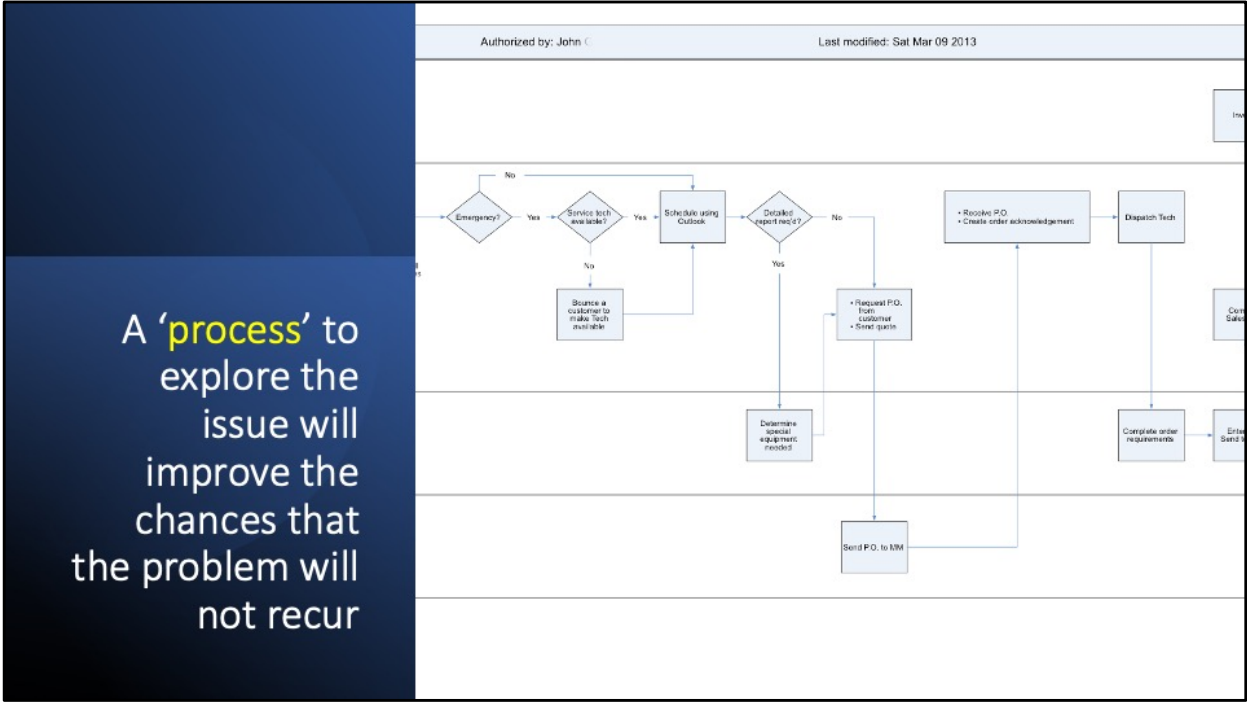 A ‘process’ to
explore the
issue will
improve the
chances that
the problem will
not recur
Authorized by: John
Last modified: Sat Mar 09 2013
No
Emergency?
Yes
Service tech
available?
Yes
Schedule using
Outlook
Detailed
report req'd?
No
• Receive P.O.
• Create order acknowledgement
Dispatch Tech
No
Yes
Bounce a
customer to
make Tech
available
• Request P.O.
from
customer
• Send quote
Determine
special
equipment
needed
Complete order
requirements
Send P.O. to MM